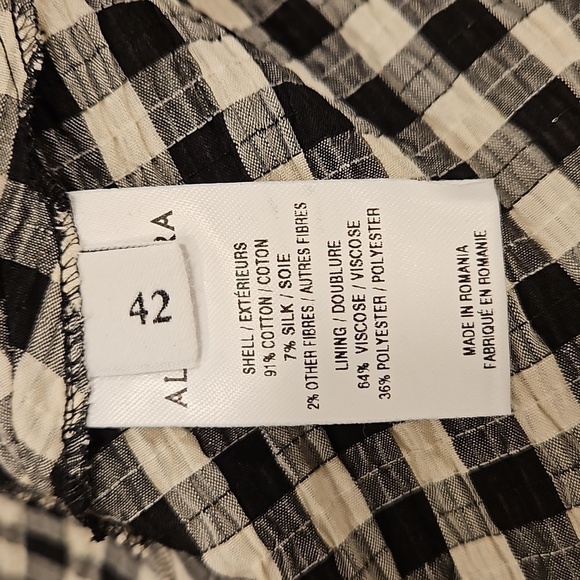 42
SHELL / EXTÉRIEURS
91% COTTON / COTON
7% SILK / SOIE
2% OTHER FIBRES / AUTRES FIBRES
LINING / DOUBLURE
64% VISCOSE / VISCOSE
36% POLYESTER / POLYESTER
MADE IN ROMANIA
FABRIQUÉ EN ROMANIE